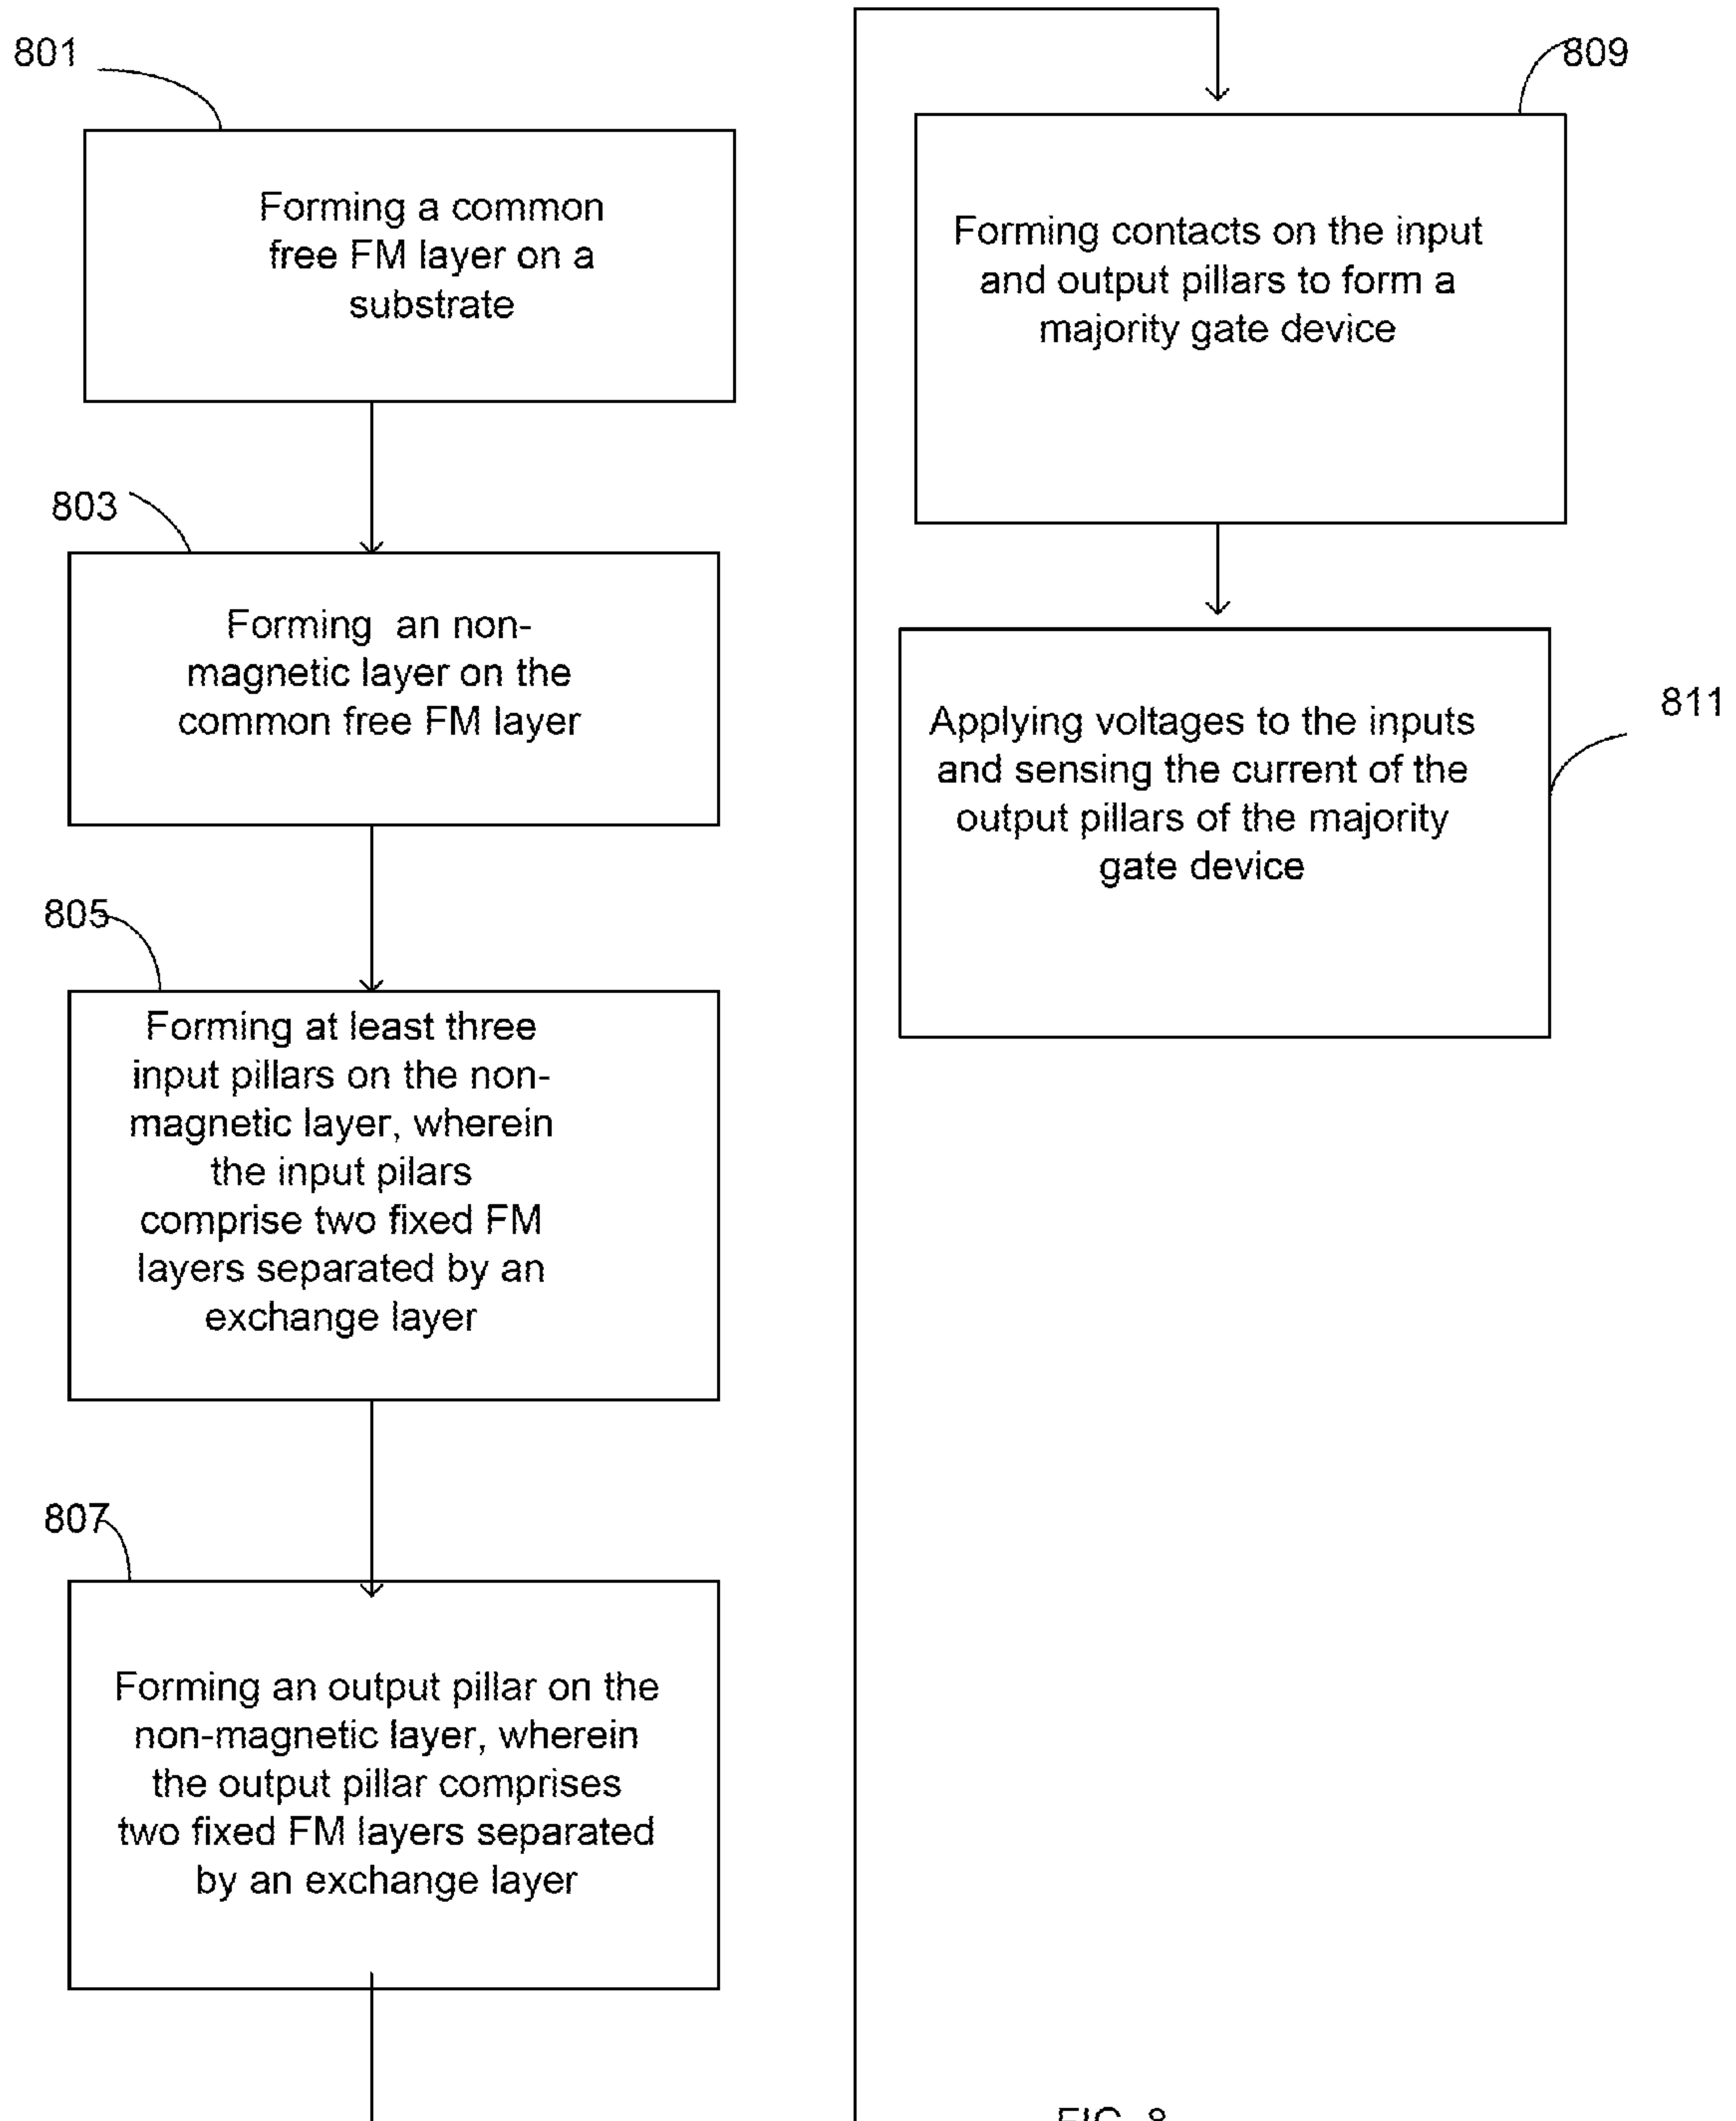 801
Forming a common
free FM layer on a
substrate
803
Forming an non-
magnetic layer on the
common free FM layer
805
Forming at least three
input pillars on the non-
magnetic layer, wherein
the input pilars
comprise two fixed FM
layers separated by an
exchange layer
807
Forming an output pillar on the
non-magnetic layer, wherein
the output pillar comprises
two fixed FM layers separated
by an exchange layer
809
Forming contacts on the input
and output pillars to form a
majority gate device
811
Applying voltages to the inputs
and sensing the current of the
output pillars of the majority
gate device
FIG. 8